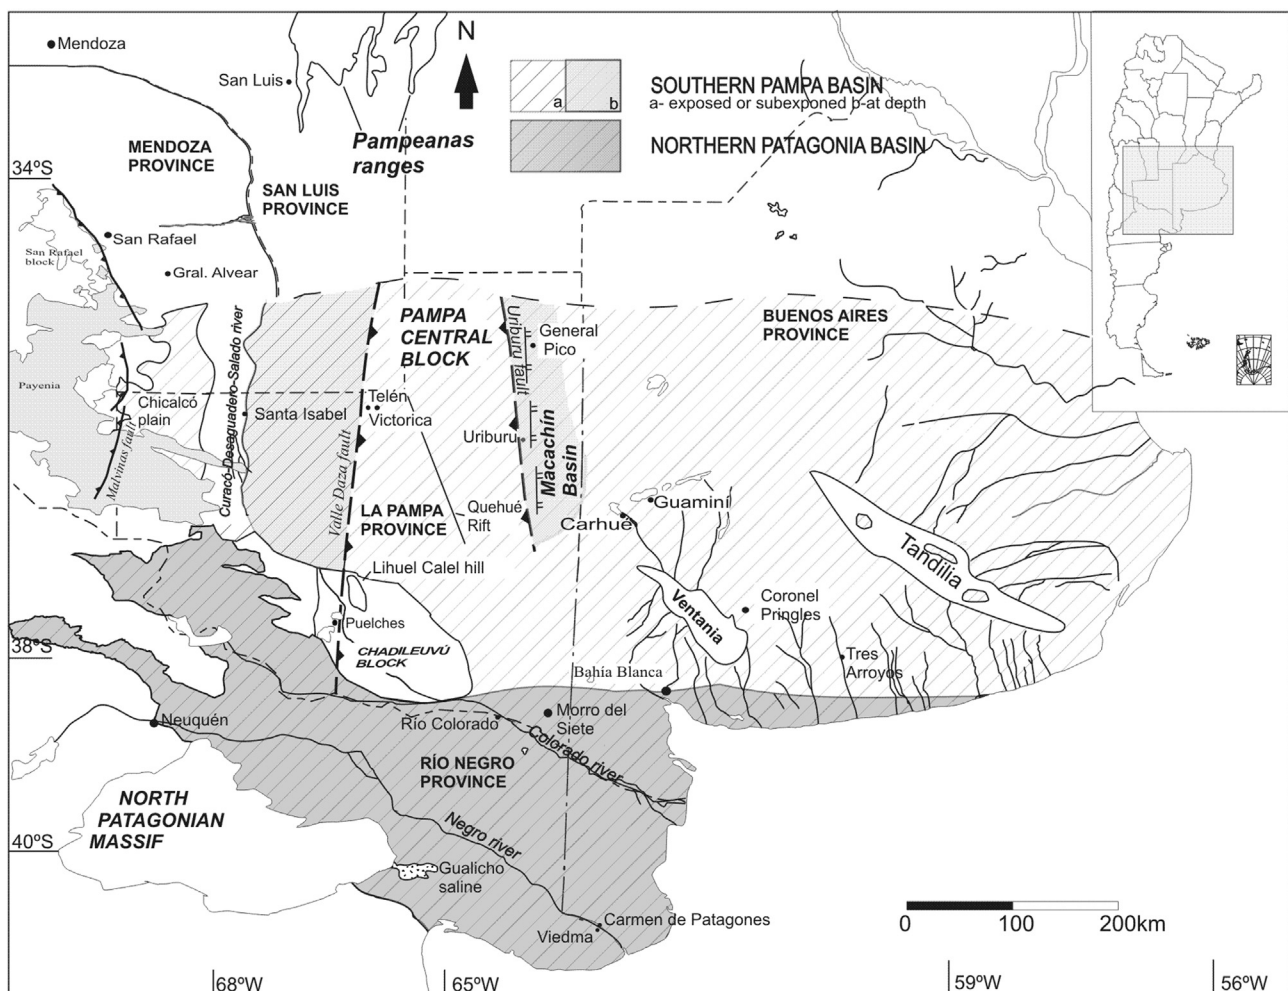 Mendoza
San Luis
N
a
b
SOUTHERN PAMPA BASIN
a- exposed or subexponed b-at depth
NORTHERN PATAGONIA BASIN
Pampeanas
ranges
MENDOZA
PROVINCE
34ºS
SAN LUIS
PROVINCE
San Rafael
San Rafael
block
Gral. Alvear
PAMPA
CENTRAL
BLOCK
Uriburu fault
General
Pico
BUENOS AIRES
PROVINCE
Payenia
Chicalcó
plain
Malvinas fault
Curacó-Desaguadero-Salado river
Santa Isabel
Telén
Victorica
Valle Daza fault
Uriburu
Macachín
Basin
LA PAMPA
PROVINCE
Quehué
Rift
Guaminí
Carhué
Tandilia
Lihuel Calel hill
Ventania
Coronel
Pringles
Puelches
38ºS
CHADILEUVÚ
BLOCK
Tres
Arroyos
Bahía Blanca
Neuquén
Río Colorado
Morro del
Siete
Colorado river
RÍO NEGRO
PROVINCE
NORTH
PATAGONIAN
MASSIF
Negro river
40ºS
Gualicho
saline
Carmen de Patagones
Viedma
0
100
200km
68ºW
65ºW
59ºW
56ºW